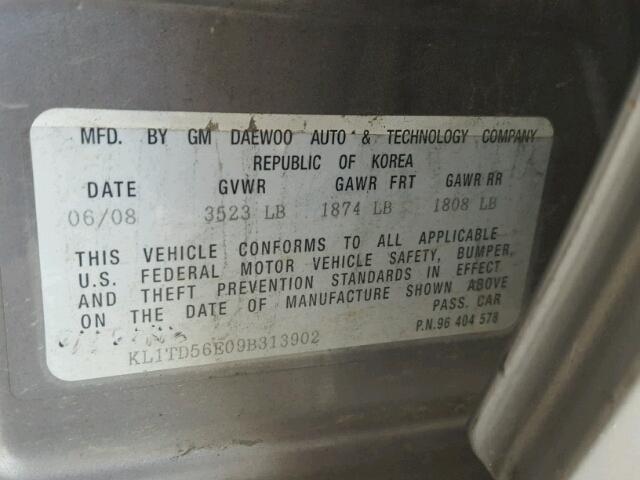 MFD. BY GM DAEWOO AUTO & TECHNOLOGY COMPANY
REPUBLIC OF KOREA
DATE GVWR GAWR FRT GAWR RR
06/08 3523 LB 1874 LB 1808 LB
THIS VEHICLE CONFORMS TO ALL APPLICABLE
U.S. FEDERAL MOTOR VEHICLE SAFETY, BUMPER,
AND THEFT PREVENTION STANDARDS IN EFFECT
ON THE DATE OF MANUFACTURE SHOWN ABOVE
PASS. CAR
P.N.96 404 578
KL1TD56E09B313902